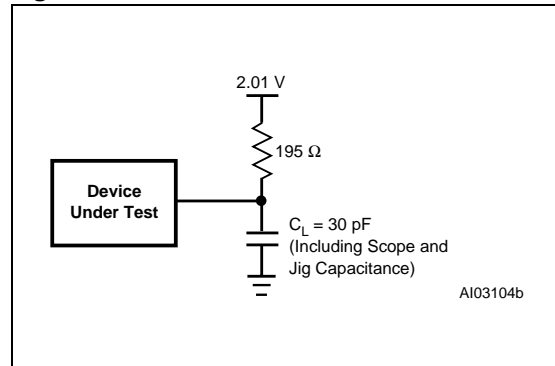 2.01 V
195 Ω
Device
Under Test
C_L = 30 pF
(Including Scope and
Jig Capacitance)
AI03104b